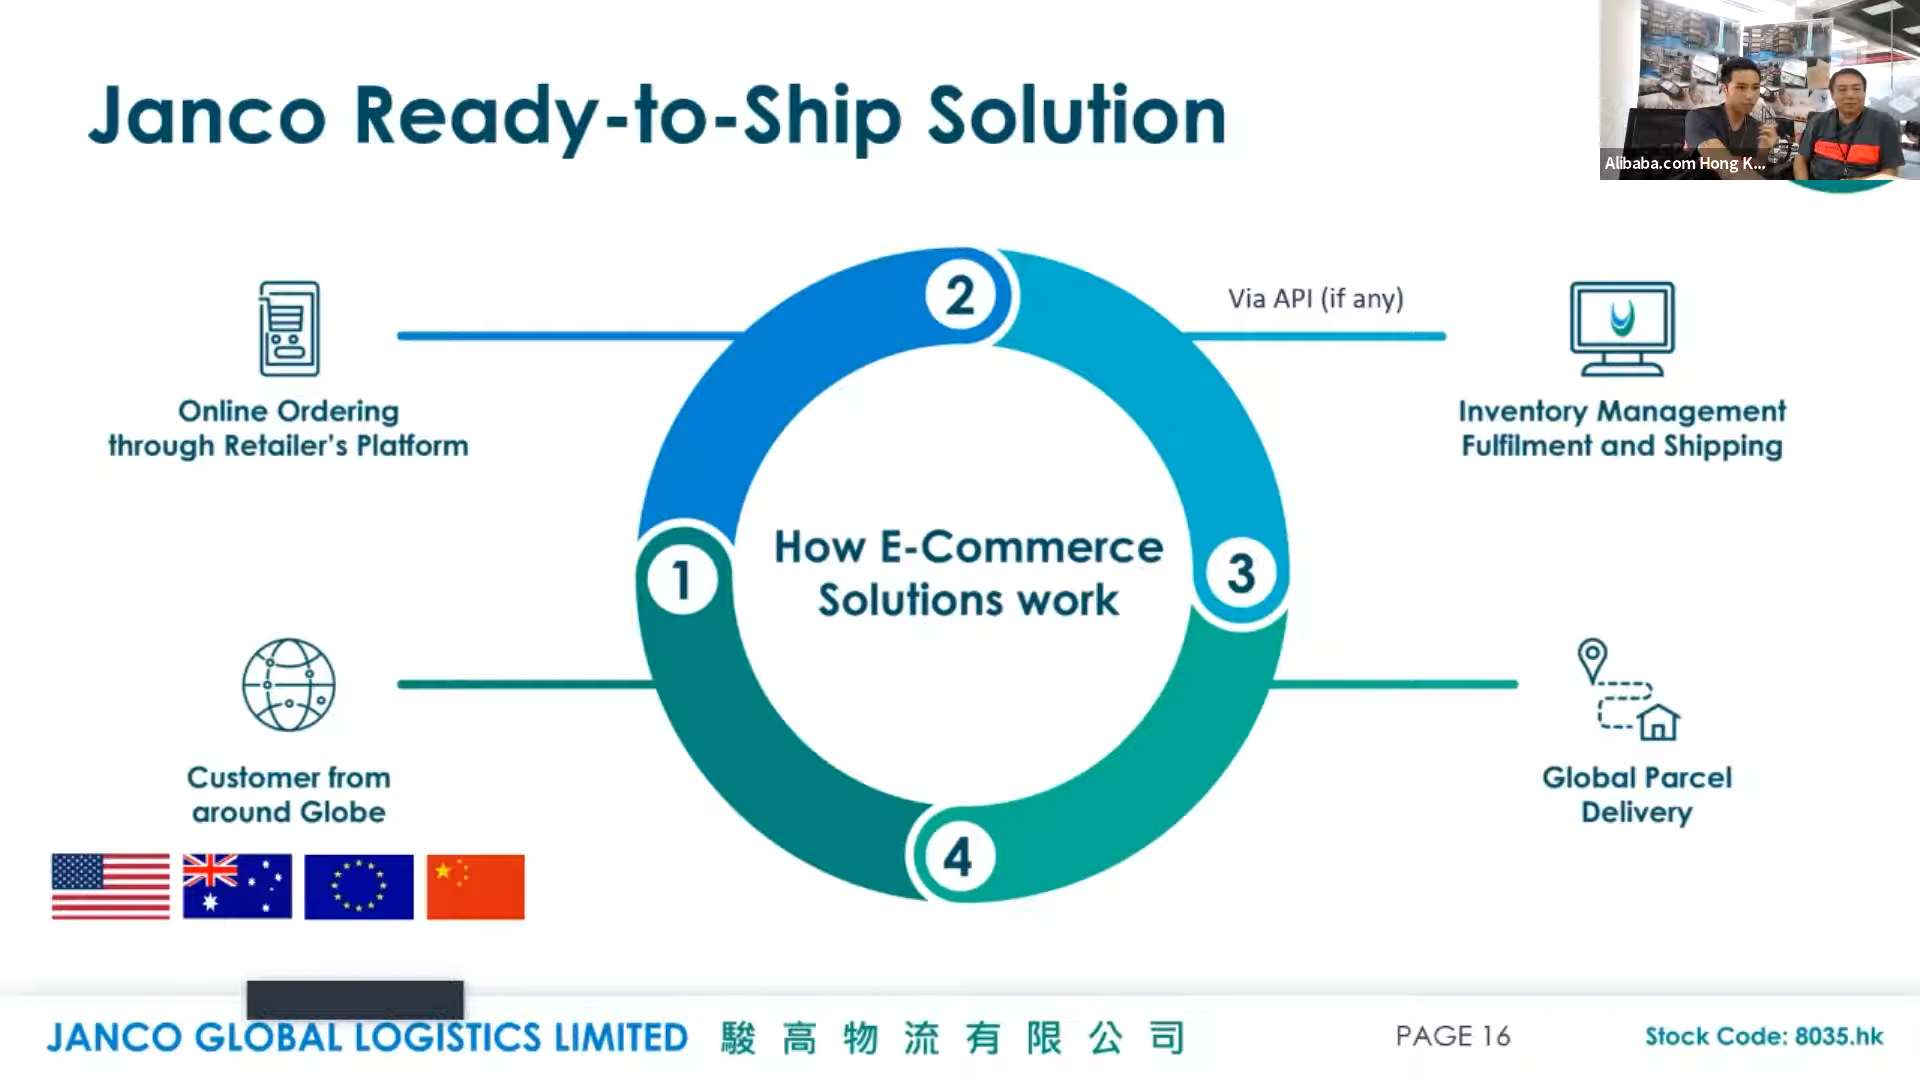 Janco Ready-to-Ship Solution
Alibaba.com Hong K...
2
Via API (if any)
Online Ordering
through Retailer's Platform
Inventory Management
Fulfilment and Shipping
How E-Commerce
Solutions work
1
3
Customer from
around Globe
Global Parcel
Delivery
4
JANCO GLOBAL LOGISTICS LIMITED 駿高物流有限公司 PAGE 16 Stock Code: 8035.hk